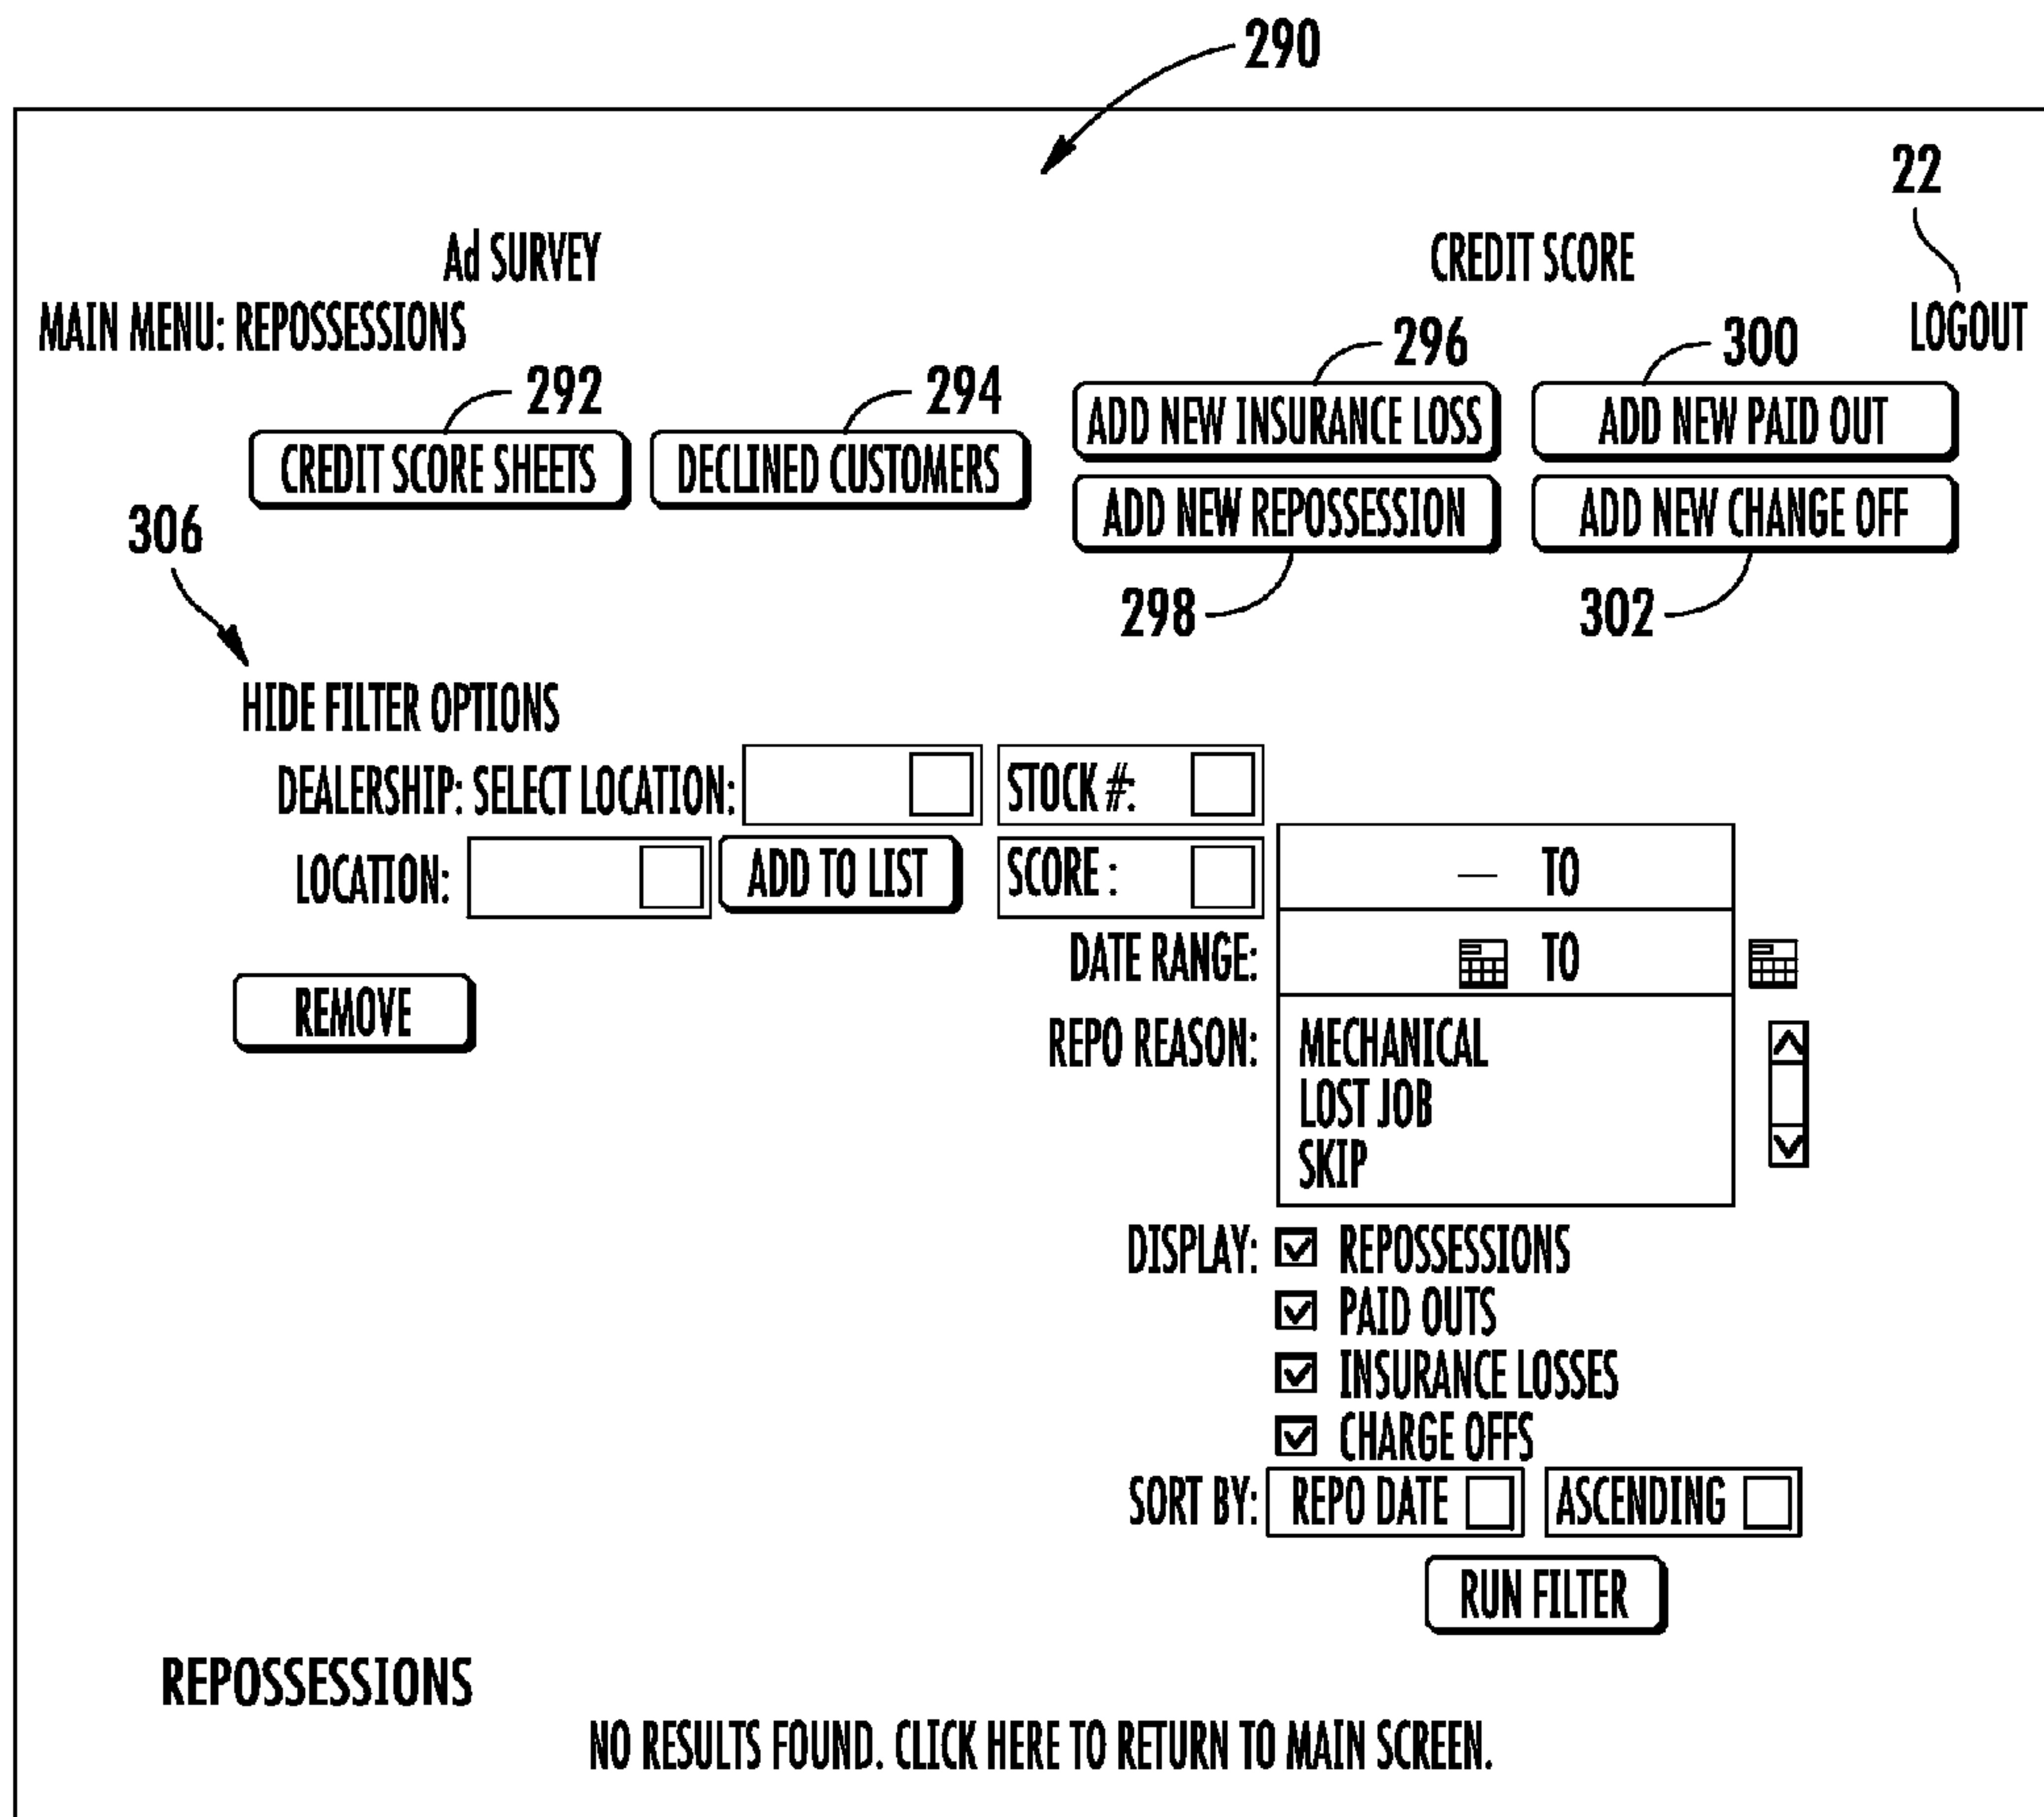 290
22
Ad SURVEY CREDIT SCORE
MAIN MENU: REPOSSESSIONS LOGOUT
292 294 296 300
CREDIT SCORE SHEETS DECLINED CUSTOMERS ADD NEW INSURANCE LOSS ADD NEW PAID OUT
ADD NEW REPOSSESSION ADD NEW CHANGE OFF
306 298 302
HIDE FILTER OPTIONS
DEALERSHIP: SELECT LOCATION: STOCK #:
LOCATION: ADD TO LIST SCORE : — TO
DATE RANGE: TO
REMOVE
REPO REASON: MECHANICAL
LOST JOB
SKIP
DISPLAY: REPOSSESSIONS
PAID OUTS
INSURANCE LOSSES
CHARGE OFFS
SORT BY: REPO DATE ASCENDING
RUN FILTER
REPOSSESSIONS
NO RESULTS FOUND. CLICK HERE TO RETURN TO MAIN SCREEN.